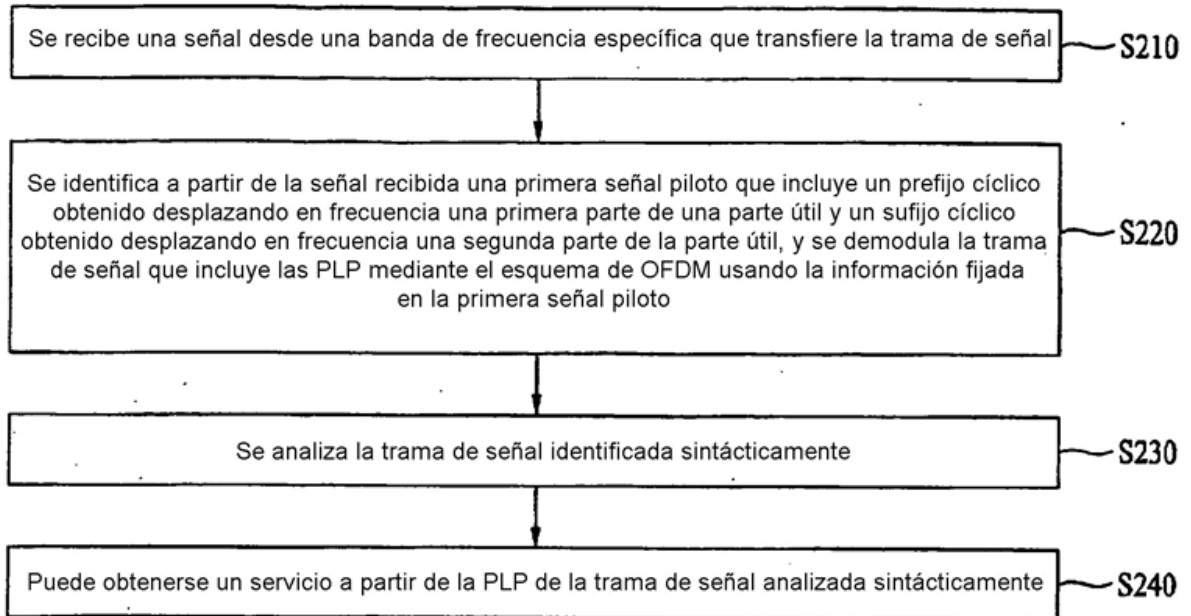 Se recibe una señal desde una banda de frecuencia específica que transfiere la trama de señal
S210
Se identifica a partir de la señal recibida una primera señal piloto que incluye un prefijo cíclico
obtenido desplazando en frecuencia una primera parte de una parte útil y un sufijo cíclico
obtenido desplazando en frecuencia una segunda parte de la parte útil, y se demodula la trama
de señal que incluye las PLP mediante el esquema de OFDM usando la información fijada
en la primera señal piloto
S220
Se analiza la trama de señal identificada sintácticamente
S230
Puede obtenerse un servicio a partir de la PLP de la trama de señal analizada sintácticamente
S240